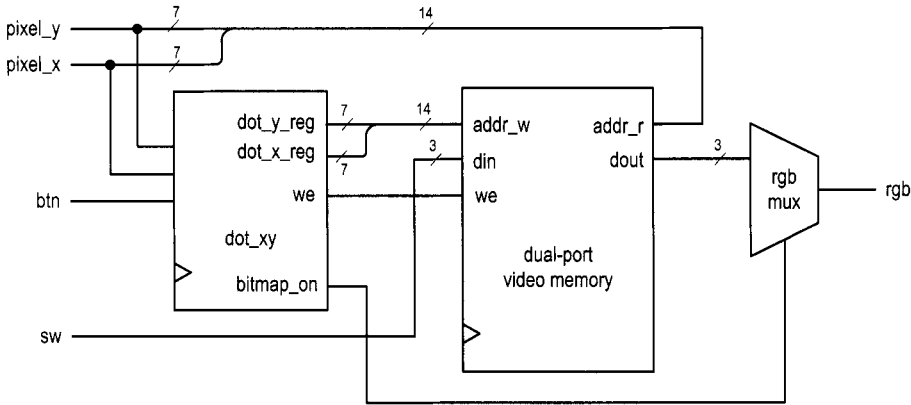 7
14
pixel_y
7
pixel_x
dot_y_reg
7
14
addr_w
addr_r
dot_x_reg
7
3
din
dout
3
btn
we
we
rgb
mux
rgb
dot_xy
dual-port
video memory
bitmap_on
sw